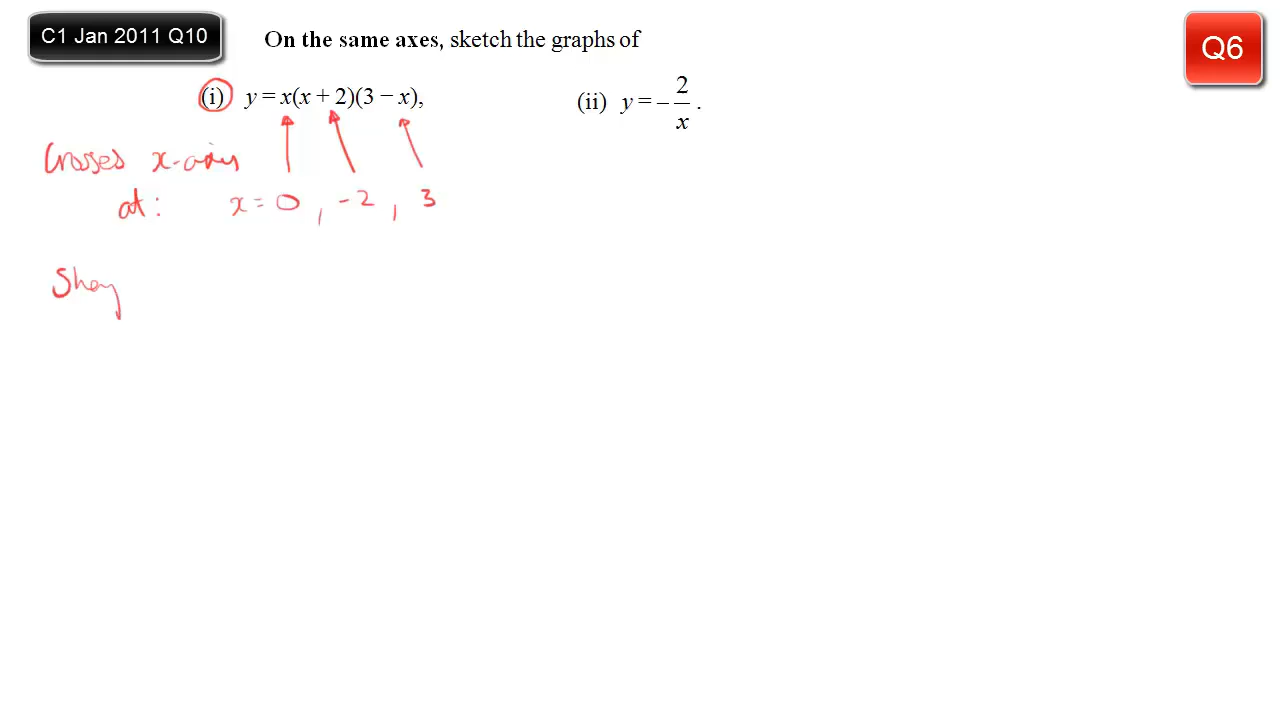 C1 Jan 2011 Q10
On the same axes, sketch the graphs of
Q6
(i) y = x(x + 2)(3 − x),
(ii) y = −2/x .
Crosses x-axis
at: x = 0, -2, 3
Shap